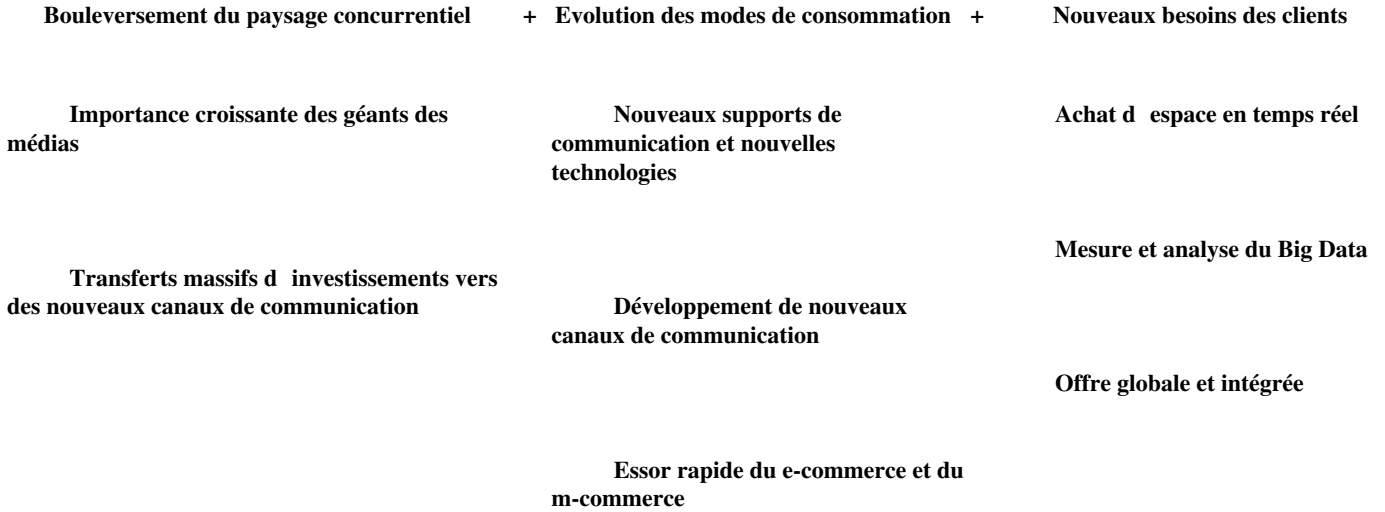 Bouleversement du paysage concurrentiel + Evolution des modes de consommation + Nouveaux besoins des clients
Importance croissante des géants des
médias
Nouveaux supports de
communication et nouvelles
technologies
Achat d espace en temps réel
Mesure et analyse du Big Data
Transferts massifs d investissements vers
des nouveaux canaux de communication
Développement de nouveaux
canaux de communication
Offre globale et intégrée
Essor rapide du e-commerce et du
m-commerce